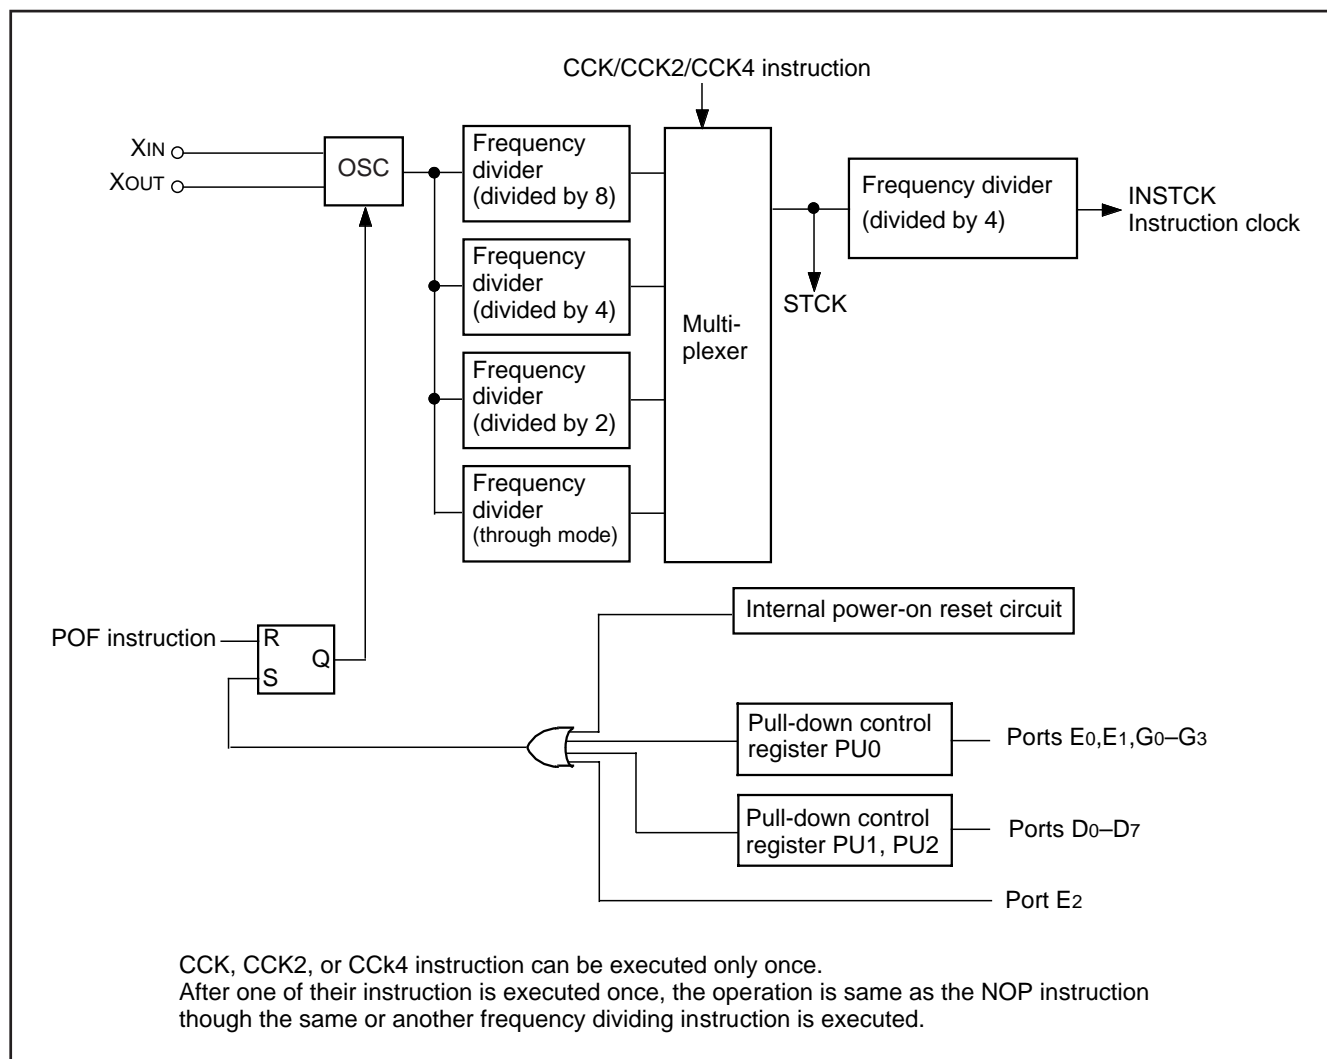 CCK/CCK2/CCK4 instruction
XIN
XOUT
OSC
Frequency
divider
(divided by 8)
Frequency
divider
(divided by 4)
Frequency
divider
(divided by 2)
Frequency
divider
(through mode)
Multi-
plexer
STCK
Frequency divider
(divided by 4)
INSTCK
Instruction clock
POF instruction
R
S
Q
Internal power-on reset circuit
Pull-down control
register PU0
Ports E0,E1,G0–G3
Pull-down control
register PU1, PU2
Ports D0–D7
Port E2
CCK, CCK2, or CCk4 instruction can be executed only once.
After one of their instruction is executed once, the operation is same as the NOP instruction
though the same or another frequency dividing instruction is executed.